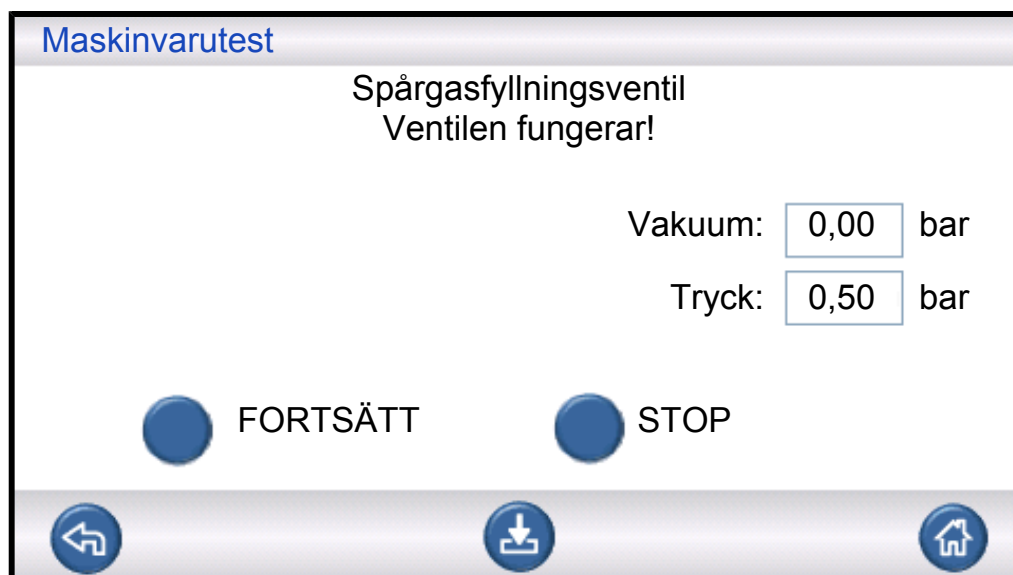 Maskinvarutest
Spårgasfyllningsventil
Ventilen fungerar!
Vakuum: 0,00 bar
Tryck: 0,50 bar
FORTSÄTT STOP